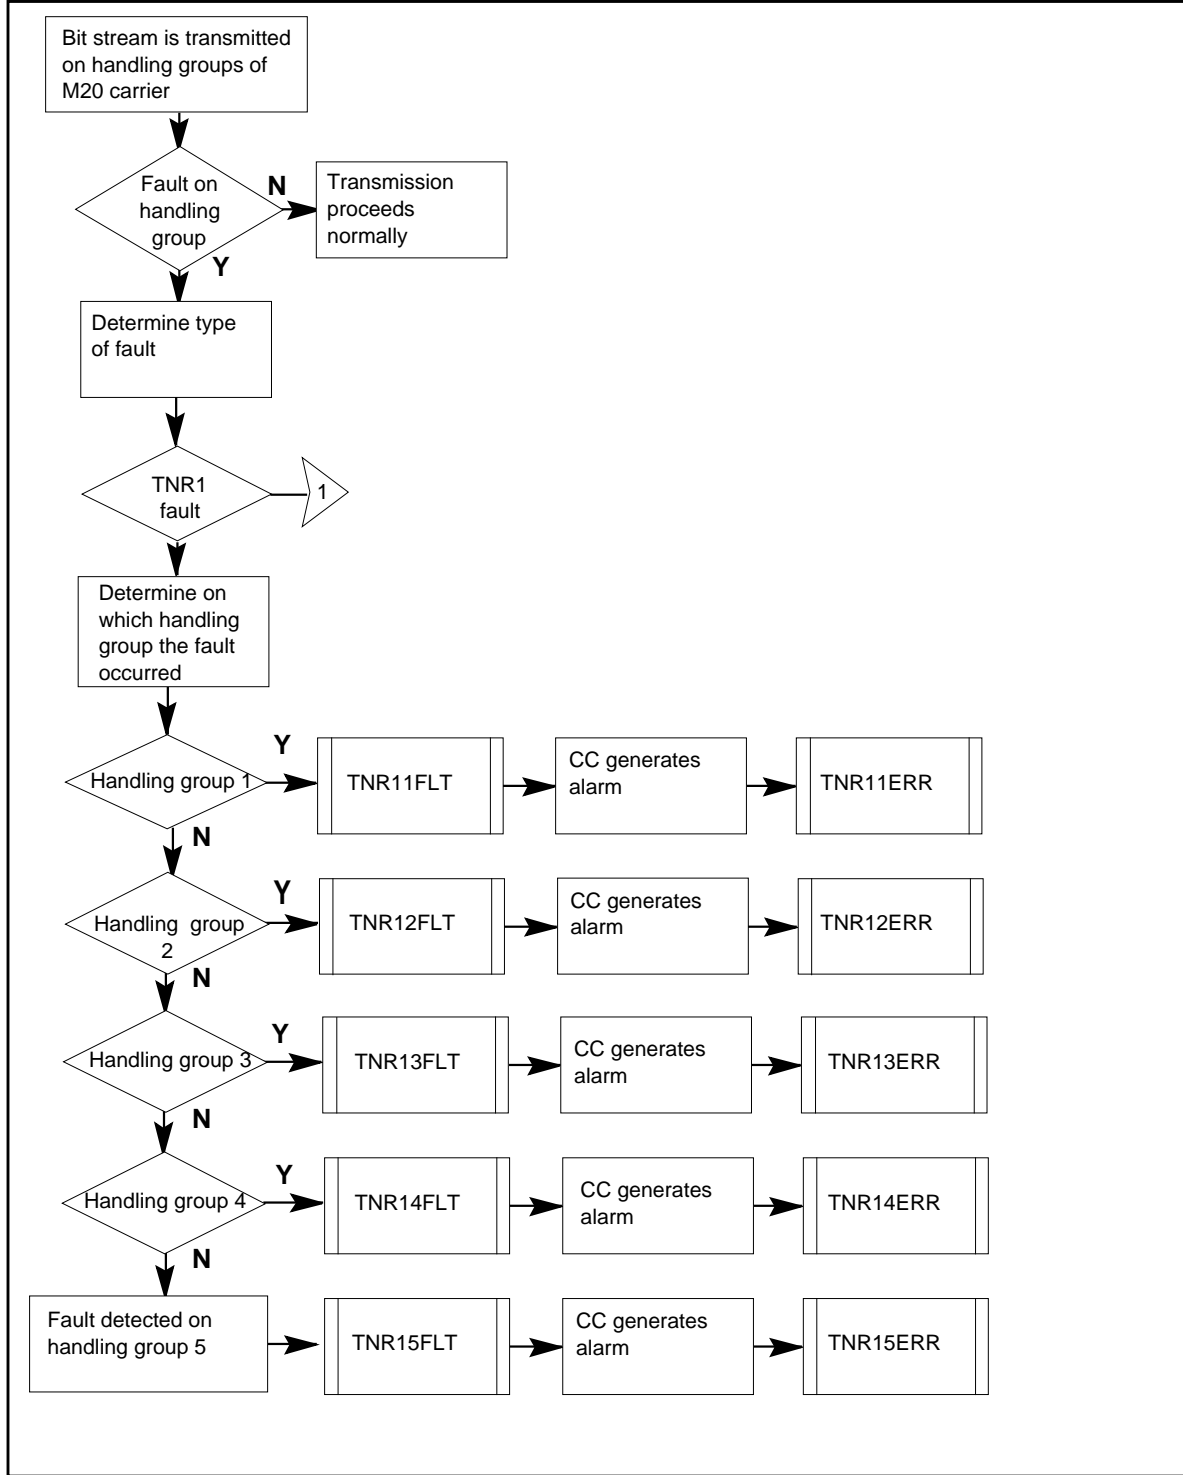 Bit stream is transmitted
on handling groups of
M20 carrier
Fault on
handling
group
N
Transmission
proceeds
normally
Y
Determine type
of fault
TNR1
fault
1
Determine on
which handling
group the fault
occurred
Handling group 1
Y
TNR11FLT
CC generates
alarm
TNR11ERR
N
Handling group
2
Y
TNR12FLT
CC generates
alarm
TNR12ERR
N
Handling group 3
Y
TNR13FLT
CC generates
alarm
TNR13ERR
N
Handling group 4
Y
TNR14FLT
CC generates
alarm
TNR14ERR
N
Fault detected on
handling group 5
TNR15FLT
CC generates
alarm
TNR15ERR